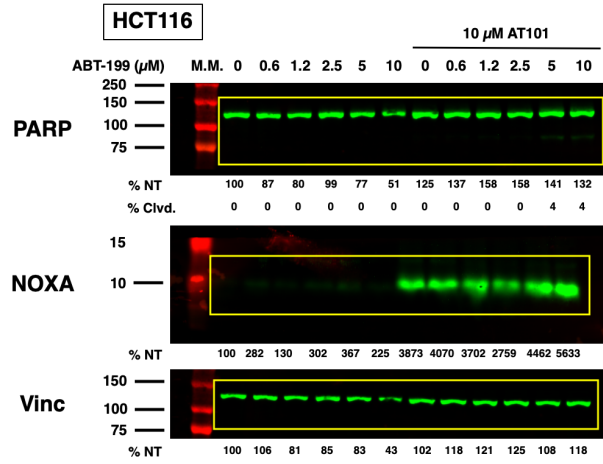 HCT116
10 µM AT101
ABT-199 (µM) M.M. 0 0.6 1.2 2.5 5 10 0 0.6 1.2 2.5 5 10
250
150
PARP
100
75
% NT 100 87 80 99 77 51 125 137 158 158 141 132
% Clvd. 0 0 0 0 0 0 0 0 0 0 4 4
15
NOXA 10
% NT 100 282 130 302 367 225 3873 4070 3702 2759 4462 5633
150
Vinc 100
75
% NT 100 106 81 85 83 43 102 118 121 125 108 118